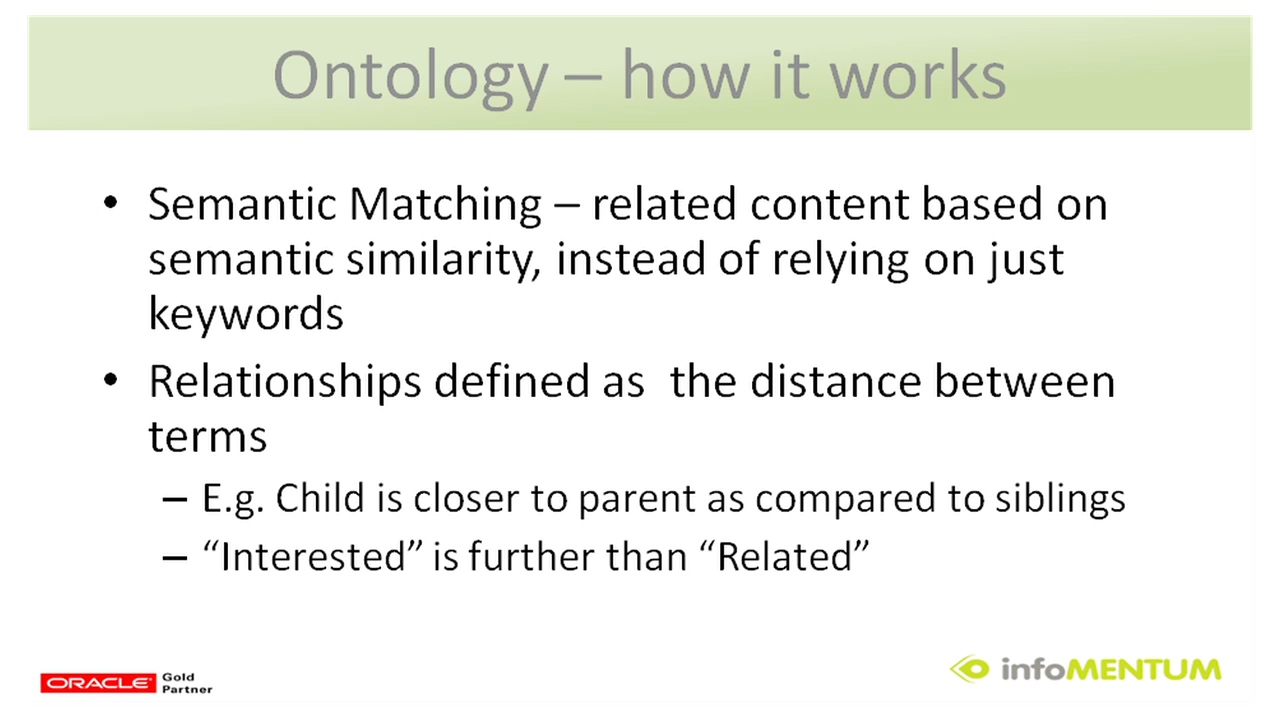 Ontology – how it works
• Semantic Matching – related content based on
semantic similarity, instead of relying on just
keywords
• Relationships defined as  the distance between
terms
– E.g. Child is closer to parent as compared to siblings
– “Interested” is further than “Related”
ORACLE Gold
Partner
infoMENTUM